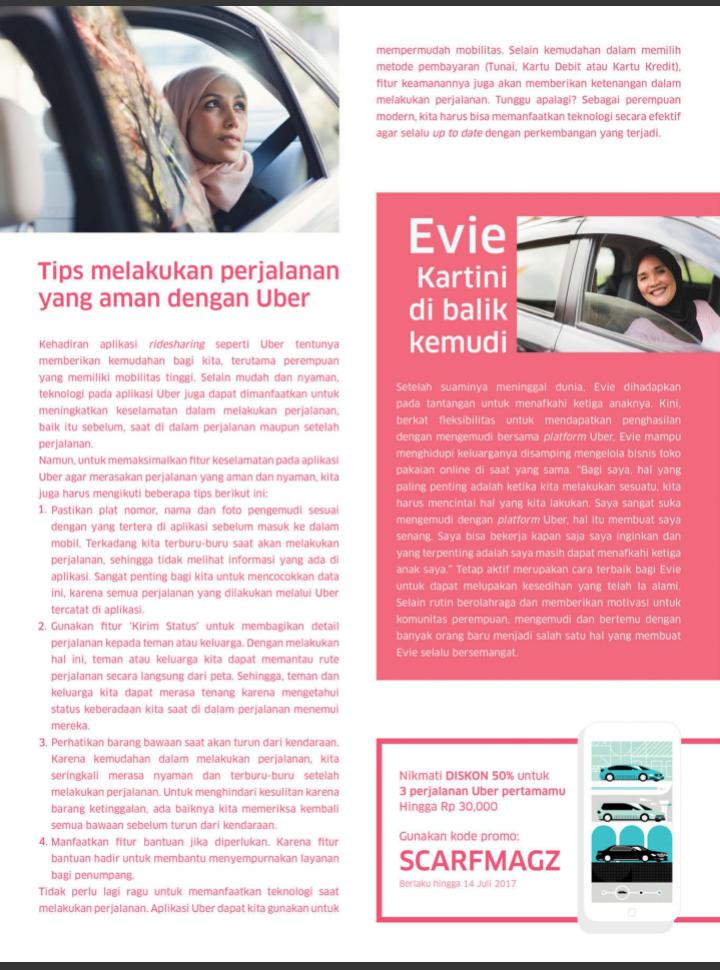 Tips melakukan perjalanan
yang aman dengan Uber
Kehadiran aplikasi ridesharing seperti Uber tentunya
memberikan kemudahan bagi kita, terutama perempuan
yang memiliki mobilitas tinggi. Selain mudah dan nyaman,
teknologi pada aplikasi Uber juga dapat dimanfaatkan untuk
meningkatkan keselamatan dalam melakukan perjalanan,
baik itu sebelum, saat di dalam perjalanan maupun setelah
perjalanan.
Namun, untuk memaksimalkan fitur keselamatan pada aplikasi
Uber agar merasakan perjalanan yang aman dan nyaman, kita
juga harus mengikuti beberapa tips berikut ini:
1. Pastikan plat nomor, nama dan foto pengemudi sesuai
dengan yang tertera di aplikasi sebelum masuk ke dalam
mobil. Terkadang kita terburu-buru saat akan melakukan
perjalanan, sehingga tidak melihat informasi yang ada di
aplikasi. Sangat penting bagi kita untuk mencocokkan data
ini, karena semua perjalanan yang dilakukan melalui Uber
tercatat di aplikasi.
2. Gunakan fitur 'Kirim Status' untuk membagikan detail
perjalanan kepada teman atau keluarga. Dengan melakukan
hal ini, teman atau keluarga kita dapat memantau rute
perjalanan secara langsung dari peta. Sehingga, teman dan
keluarga kita dapat merasa tenang karena mengetahui
status keberadaan kita saat di dalam perjalanan menemui
mereka.
3. Perhatikan barang bawaan saat akan turun dari kendaraan.
Karena kemudahan dalam melakukan perjalanan, kita
seringkali merasa nyaman dan terburu-buru setelah
melakukan perjalanan. Untuk menghindari kesulitan karena
barang ketinggalan, ada baiknya kita memeriksa kembali
semua bawaan sebelum turun dari kendaraan.
4. Manfaatkan fitur bantuan jika diperlukan. Karena fitur
bantuan hadir untuk membantu menyempurnakan layanan
bagi penumpang.
Tidak perlu lagi ragu untuk memanfaatkan teknologi saat
melakukan perjalanan. Aplikasi Uber dapat kita gunakan untuk
mempermudah mobilitas. Selain kemudahan dalam memilih
metode pembayaran (Tunai, Kartu Debit atau Kartu Kredit),
fitur keamanannya juga akan memberikan ketenangan dalam
melakukan perjalanan. Tunggu apalagi? Sebagai perempuan
modern, kita harus bisa memanfaatkan teknologi secara efektif
agar selalu up to date dengan perkembangan yang terjadi.
Evie
Kartini
di balik
kemudi
Setelah suaminya meninggal dunia, Evie dihadapkan
pada tantangan untuk menafkahi ketiga anaknya. Kini,
berkat fleksibilitas untuk mendapatkan penghasilan
dengan mengemudi bersama platform Uber, Evie mampu
menghidupi keluarganya disamping mengelola bisnis toko
pakaian online di saat yang sama. "Bagi saya, hal yang
paling penting adalah ketika kita melakukan sesuatu, kita
harus mencintai hal yang kita lakukan. Saya sangat suka
mengemudi dengan platform Uber, hal itu membuat saya
senang. Saya bisa bekerja kapan saja saya inginkan dan
yang terpenting adalah saya masih dapat menafkahi ketiga
anak saya." Tetap aktif merupakan cara terbaik bagi Evie
untuk dapat melupakan kesedihan yang telah Ia alami.
Selain rutin berolahraga dan memberikan motivasi untuk
komunitas perempuan, mengemudi dan bertemu dengan
banyak orang baru menjadi salah satu hal yang membuat
Evie selalu bersemangat.
Nikmati DISKON 50% untuk
3 perjalanan Uber pertamamu
Hingga Rp 30,000
Gunakan kode promo:
SCARFMAGZ
Berlaku hingga 14 Juli 2017